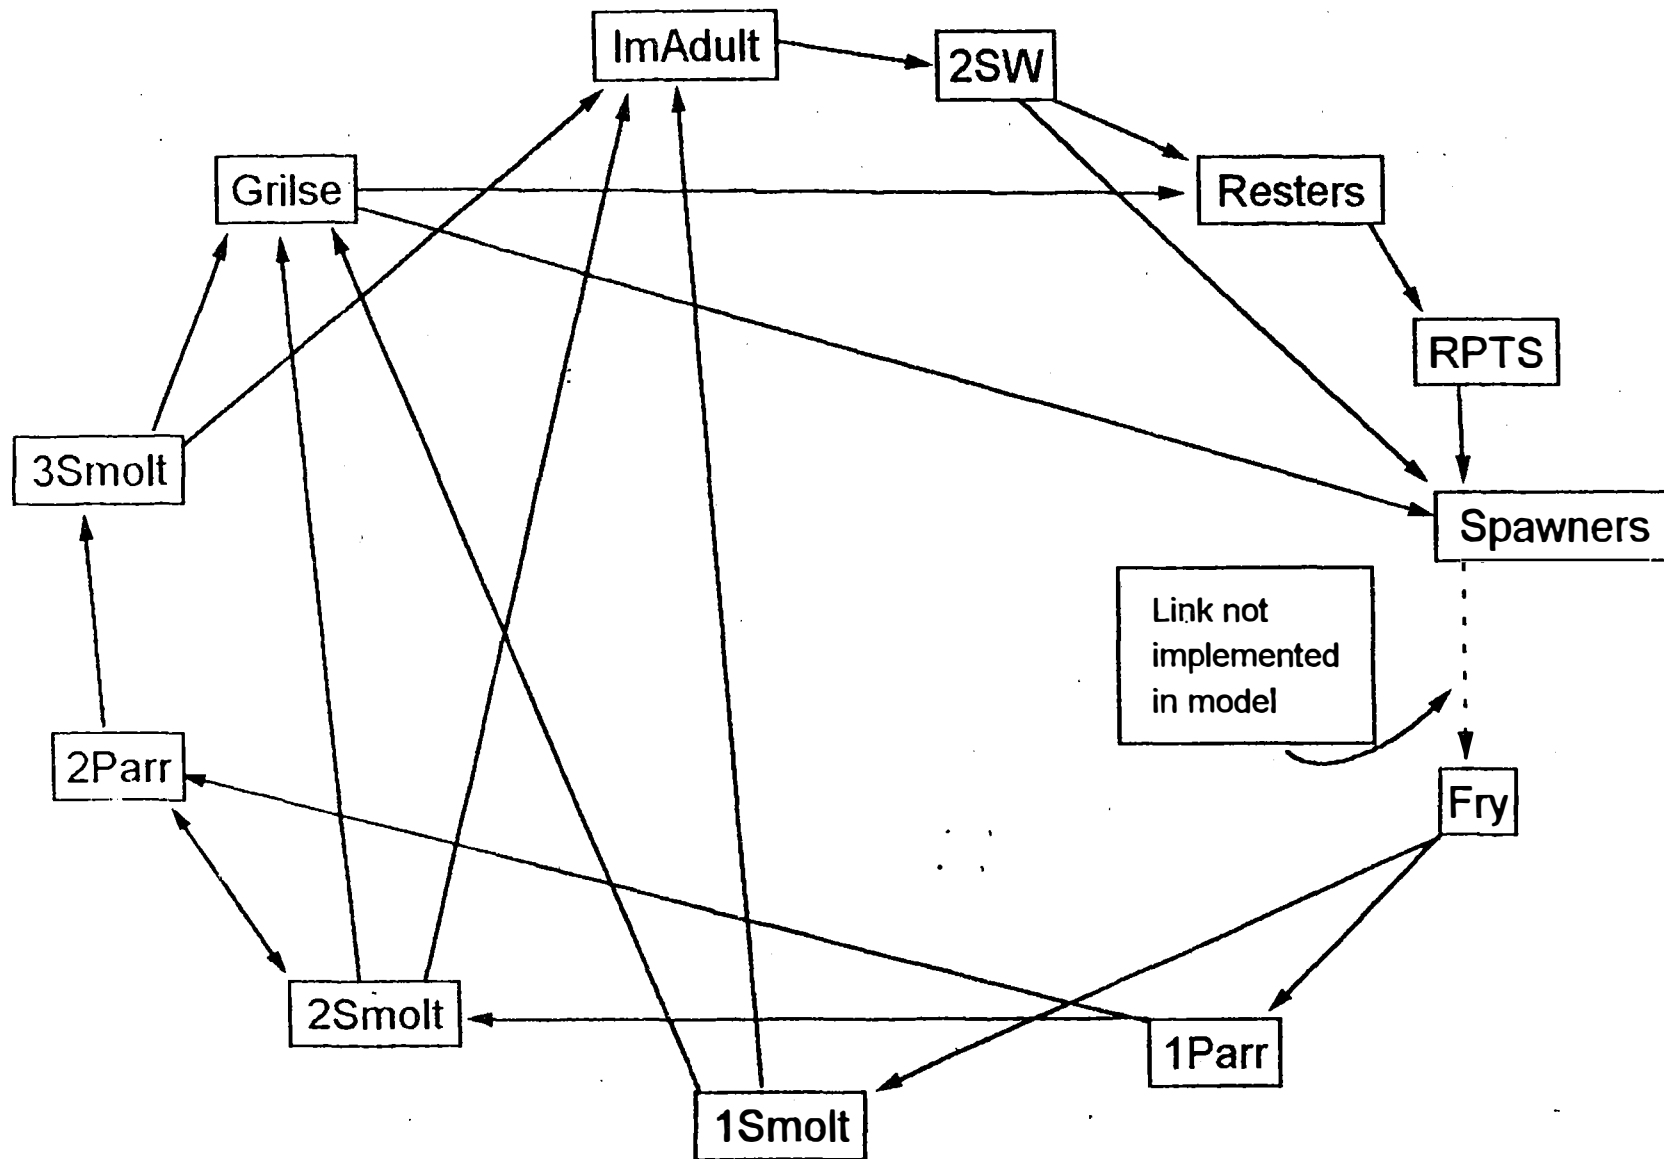 ImAdult
2SW
Grilse
Resters
RPTS
3Smolt
Spawners
Link not
implemented
in model
2Parr
Fry
2Smolt
1Parr
1Smolt